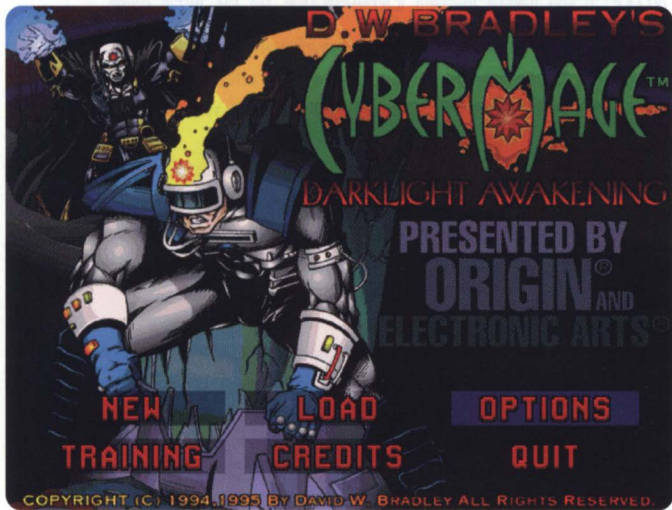 D W BRADLEY'S
CYBERMAGE™
DARKLIGHT AWAKENING
PRESENTED BY
ORIGIN® AND
ELECTRONIC ARTS®
NEW LOAD OPTIONS
TRAINING CREDITS QUIT
COPYRIGHT (C) 1994,1995 BY DAVID W. BRADLEY ALL RIGHTS RESERVED.